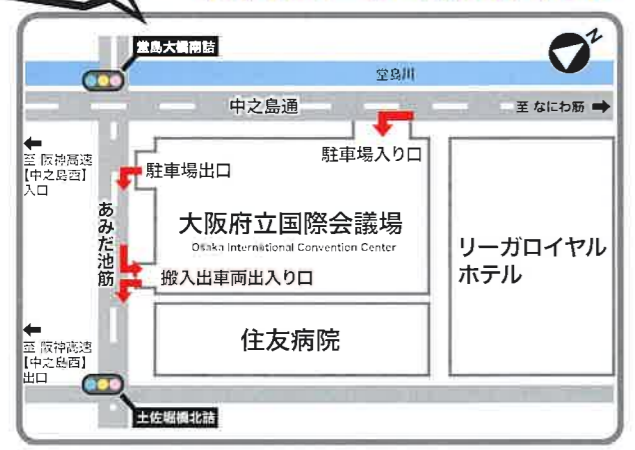 堂島大橋南詰
N
堂島川
中之島通
至 なにわ筋 ➡
⬅
至 阪神高速
【中之島西】
入口
駐車場入り口
駐車場出口
あみだ池筋
大阪府立国際会議場
Osaka International Convention Center
リーガロイヤル
ホテル
搬入出車両出入り口
⬅
至 阪神高速
【中之島西】
出口
住友病院
土佐堀橋北詰